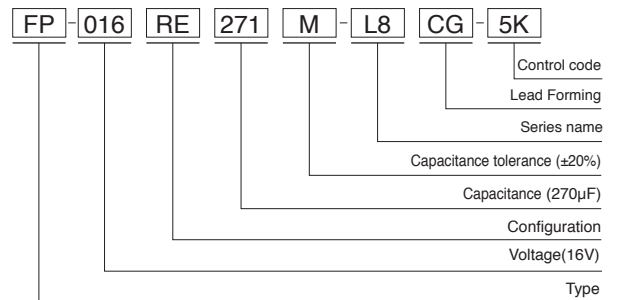 FP-016 RE 271 M-L8 CG-5K
Control code
Lead Forming
Series name
Capacitance tolerance (±20%)
Capacitance (270µF)
Configuration
Voltage(16V)
Type